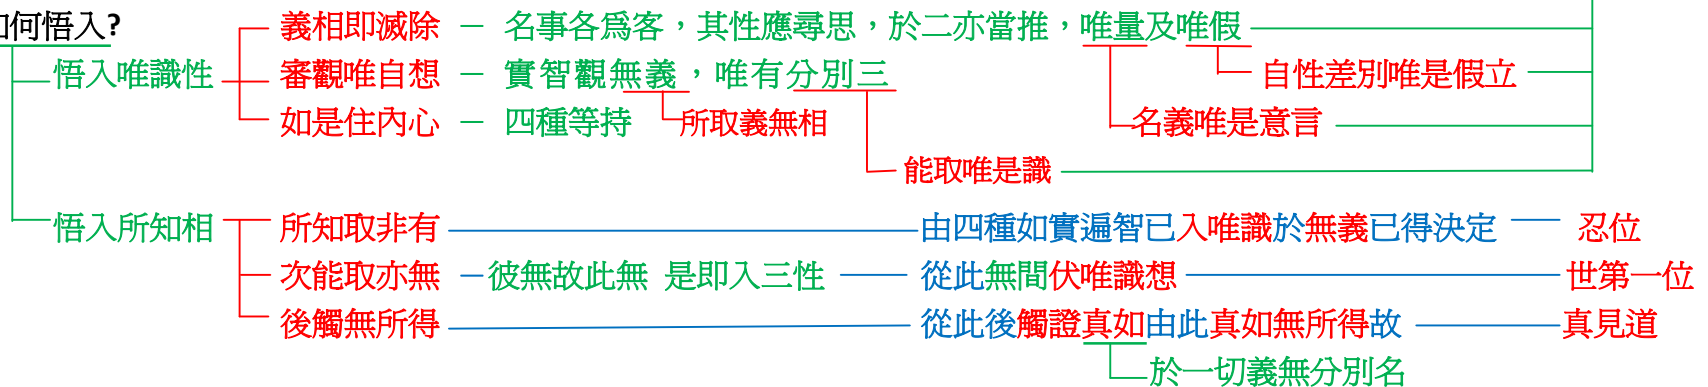 如何悟入?
義相即滅除 名事各爲客，其性應尋思，於二亦當推，唯量及唯假
悟入唯識性 審觀唯自想 實智觀無義，唯有分別三 自性差別唯是假立
如是住內心 四種等持 所取義無相 名義唯是意言
能取唯是識
悟入所知相 所知取非有 由四種如實遍智已入唯識於無義已得決定 忍位
次能取亦無 彼無故此無 是即入三性 從此無間伏唯識想 世第一位
後觸無所得 從此後觸證真如由此真如無所得故 真見道
於一切義無分別名